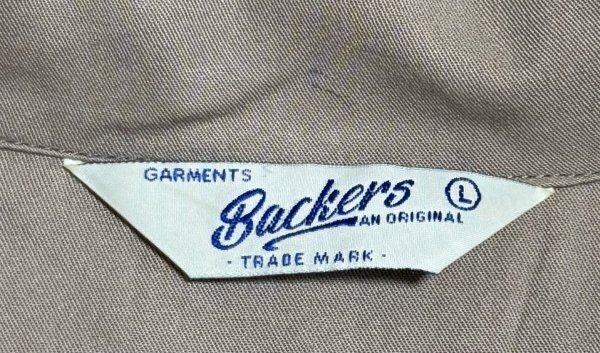 GARMENTS
Backers Ⓛ
AN ORIGINAL
- TRADE MARK -